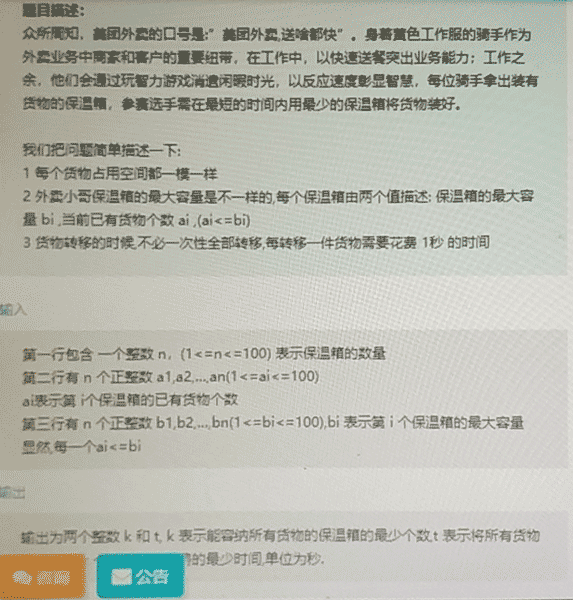 题目描述:
众所周知，美团外卖的口号是:" 美团外卖,送啥都快"。身着黄色工作服的骑手作为
外卖业务中商家和客户的重要纽带，在工作中，以快速送餐突出业务能力；工作之
余，他们会通过玩智力游戏消遣闲暇时光，以反应速度彰显智慧，每位骑手拿出装有
货物的保温箱，参赛选手需在最短的时间内用最少的保温箱将货物装好。
我们把问题简单描述一下:
1 每个货物占用空间都一模一样
2 外卖小哥保温箱的最大容量是不一样的,每个保温箱由两个值描述: 保温箱的最大容
量 bi ,当前已有货物个数 ai ,(ai<=bi)
3 货物转移的时候,不必一次性全部转移,每转移一件货物需要花费 1秒 的时间
输入
第一行包含 一个整数 n，(1<=n<=100) 表示保温箱的数量
第二行有 n 个正整数 a1,a2,...,an(1<=ai<=100)
ai表示第 i个保温箱的已有货物个数
第三行有 n 个正整数 b1,b2,...,bn(1<=bi<=100),bi 表示第 i 个保温箱的最大容量
显然,每一个ai<=bi
输出
输出为两个整数 k 和 t, k 表示能容纳所有货物的保温箱的最少个数,t 表示将所有货物
的最少时间,单位为秒.
公告